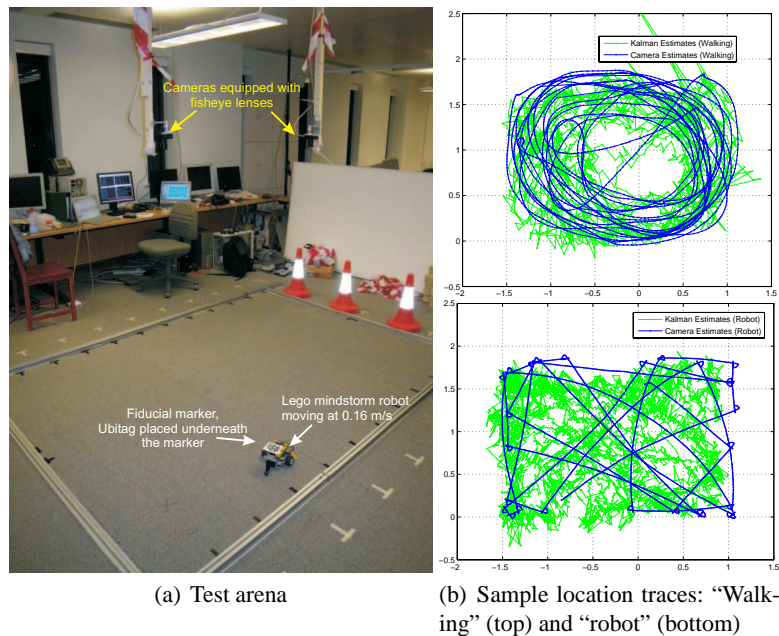 Cameras equipped with
fisheye lenses
Fiducial marker,
Ubitag placed underneath
the marker
Lego mindstorm robot
moving at 0.16 m/s
(a) Test arena
2.5
2
1.5
1
0.5
0
−0.5
−2
−1.5
−1
−0.5
0
0.5
1
1.5
Kalman Estimates (Walking)
Camera Estimates (Walking)
2.5
2
1.5
1
0.5
0
−0.5
−2
−1.5
−1
−0.5
0
0.5
1
1.5
Kalman Estimates (Robot)
Camera Estimates (Robot)
(b) Sample location traces: “Walk-
ing” (top) and “robot” (bottom)